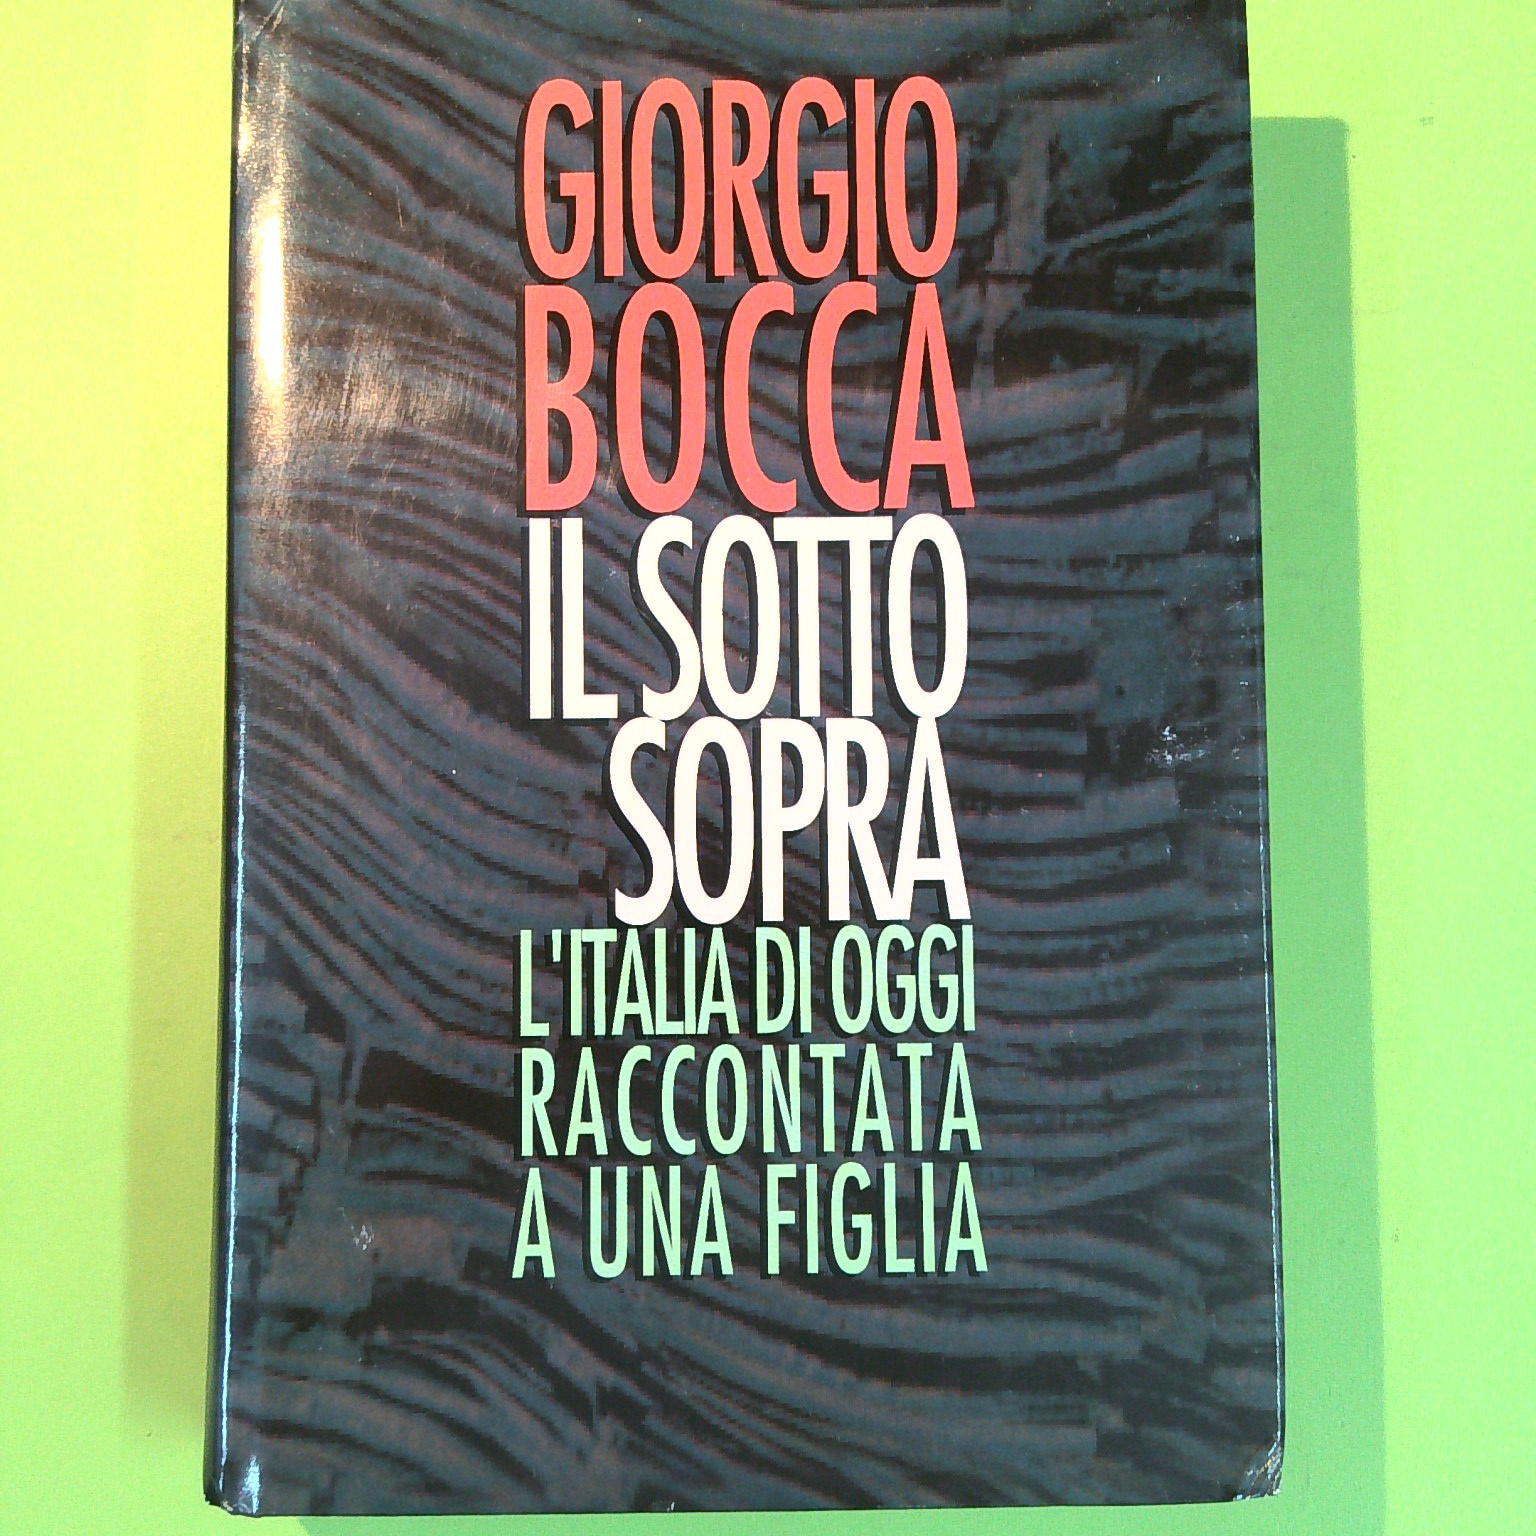 GIORGIO
BOCCA
IL SOTTO
SOPRA
L'ITALIA DI OGGI
RACCONTATA
A UNA FIGLIA